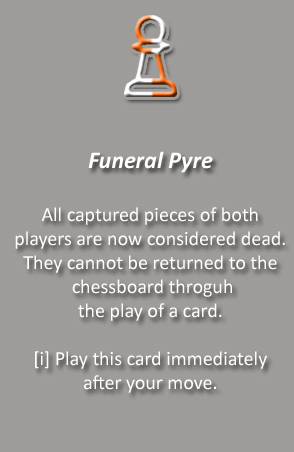 Funeral Pyre
All captured pieces of both
players are now considered dead.
They cannot be returned to the
chessboard throguh
the play of a card.
[i] Play this card immediately
after your move.